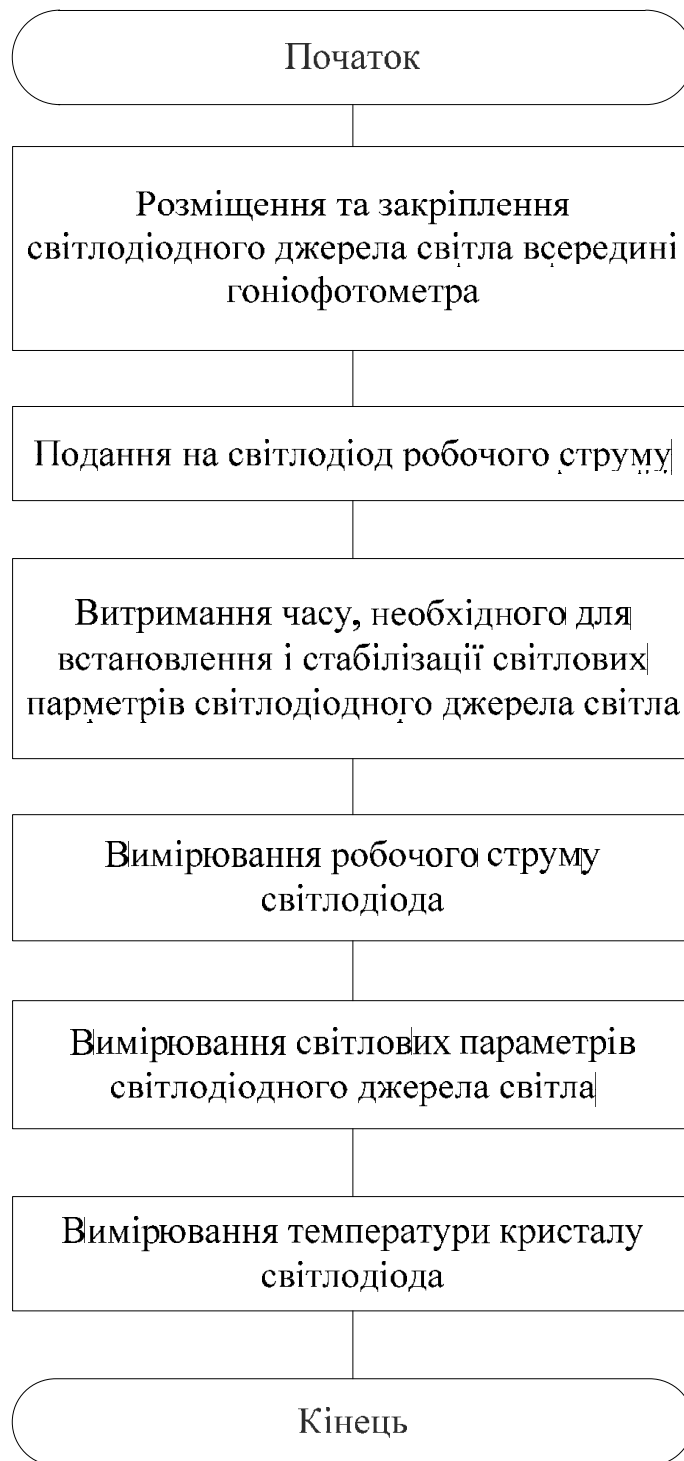 Початок
Розміщення та закріплення
світлодіодного джерела світла всередині
гоніофотометра
Подання на світлодіод робочого струму
Витримання часу, необхідного для
встановлення і стабілізації світлових
парметрів світлодіодного джерела світла
Вимірювання робочого струму
світлодіода
Вимірювання світлових параметрів
світлодіодного джерела світла
Вимірювання температури кристалу
світлодіода
Кінець